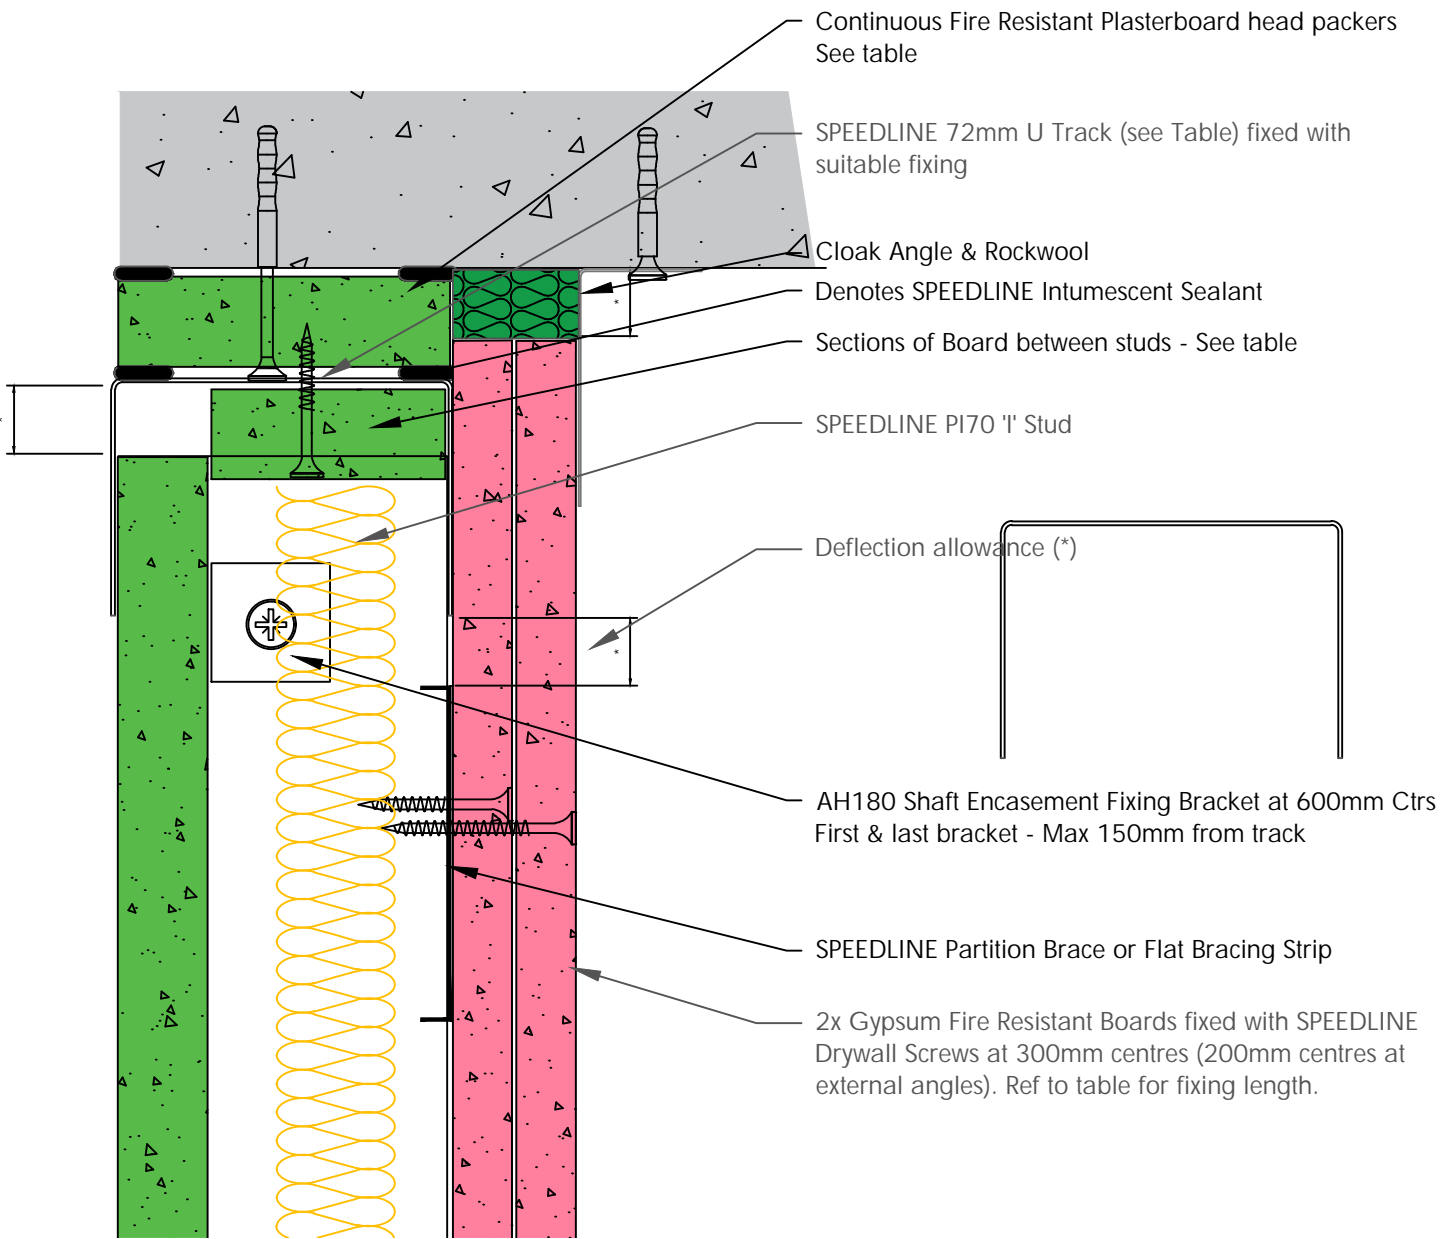 Continuous Fire Resistant Plasterboard head packers
See table
SPEEDLINE 72mm U Track (see Table) fixed with
suitable fixing
Cloak Angle & Rockwool
Denotes SPEEDLINE Intumescent Sealant
Sections of Board between studs - See table
SPEEDLINE PI70 'I' Stud
Deflection allowance (*)
AH180 Shaft Encasement Fixing Bracket at 600mm Ctrs
First & last bracket - Max 150mm from track
SPEEDLINE Partition Brace or Flat Bracing Strip
2x Gypsum Fire Resistant Boards fixed with SPEEDLINE
Drywall Screws at 300mm centres (200mm centres at
external angles). Ref to table for fixing length.
*
*
*